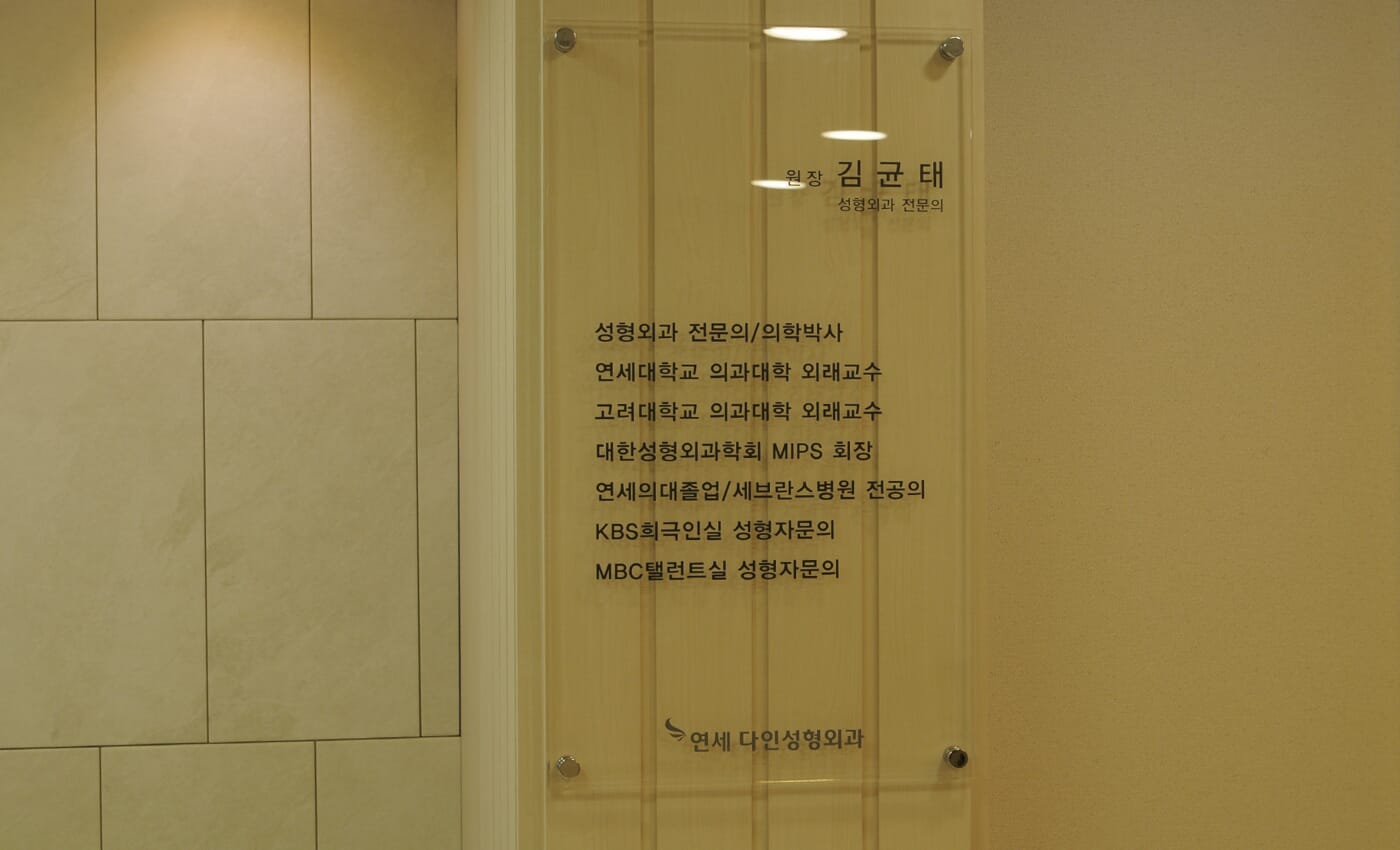 원장 김균태
성형외과 전문의
성형외과 전문의/의학박사
연세대학교 의과대학 외래교수
고려대학교 의과대학 외래교수
대한성형외과학회 MIPS 회장
연세의대졸업/세브란스병원 전공의
KBS희극인실 성형자문의
MBC탤런트실 성형자문의
연세 다인성형외과